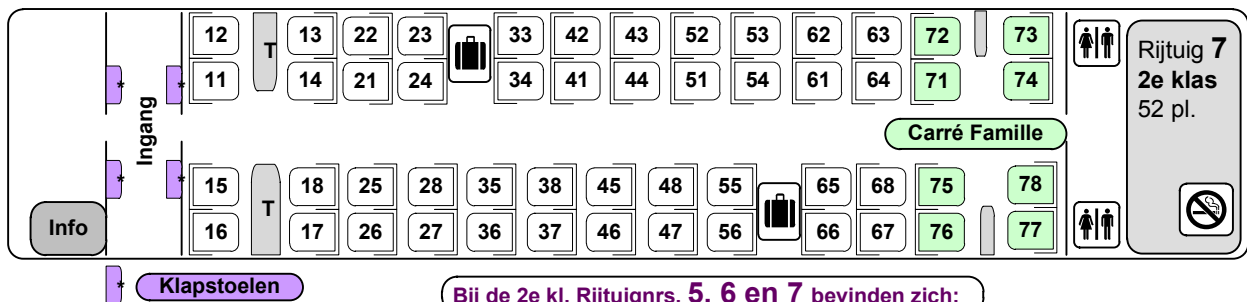 12 13 22 23 33 42 43 52 53 62 63 72 73
T
11 14 21 24 34 41 44 51 54 61 64 71 74
* *
Ingang
Carré Famille
* *
15 18 25 28 35 38 45 48 55 65 68 75 78
T
16 17 26 27 36 37 46 47 56 66 67 76 77
Info
Rijtuig 7
2e klas
52 pl.
* Klapstoelen
Bij de 2e kl. Rijtuignrs. 5, 6 en 7 bevinden zich: